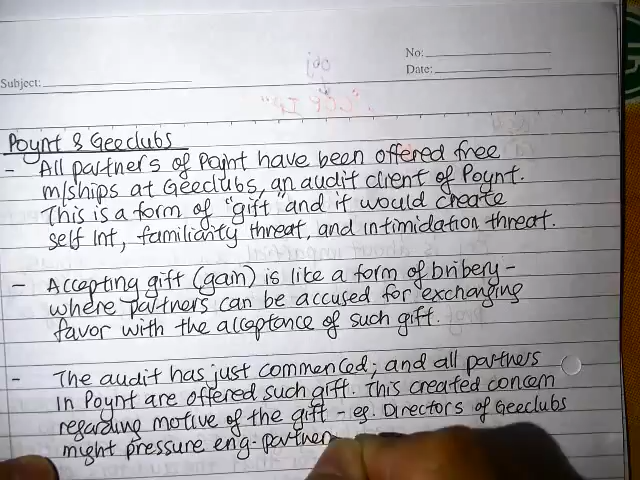 No:
Date:
Subject:
Poynt & Geeclubs
- All partners of Poynt have been offered free
m/ships at Geeclubs, an audit client of Poynt.
This is a form of "gift" and it would create
self Int, familiarity threat, and intimidation threat.
- Accepting gift (gain) is like a form of bribery -
where partners can be accused for exchanging
favor with the acceptance of such gift.
- The audit has just commenced; and all partners
in Poynt are offered such gift. This created concern
regarding motive of the gift - eg. Directors of Geeclubs
might pressure eng. partner